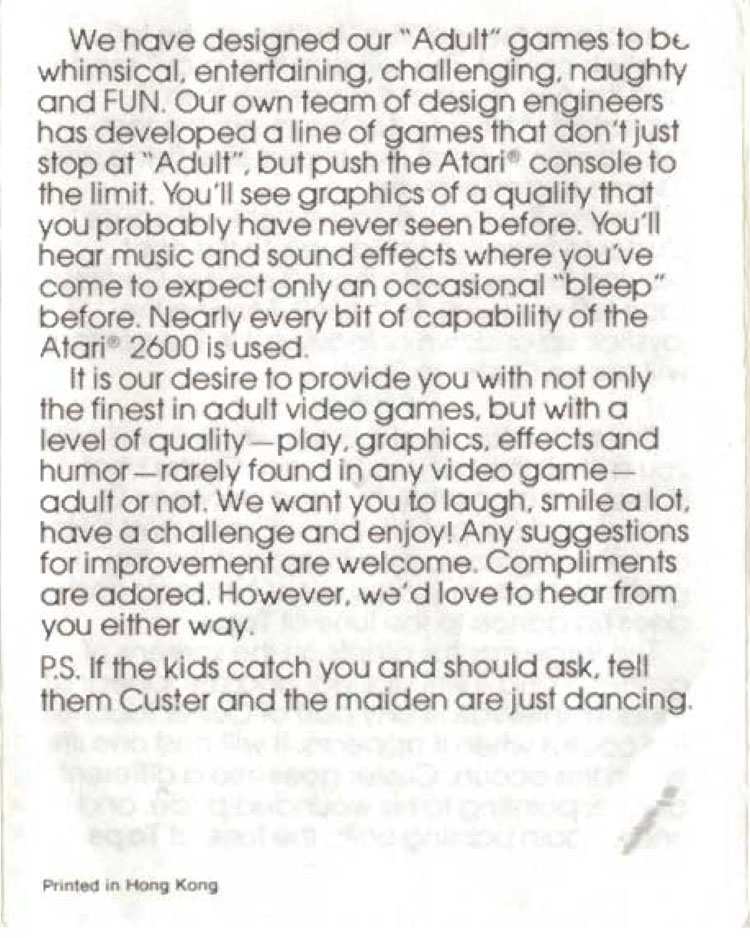 We have designed our "Adult" games to be
whimsical, entertaining, challenging, naughty
and FUN. Our own team of design engineers
has developed a line of games that don't just
stop at "Adult", but push the Atari® console to
the limit. You'll see graphics of a quality that
you probably have never seen before. You'll
hear music and sound effects where you've
come to expect only an occasional "bleep"
before. Nearly every bit of capability of the
Atari® 2600 is used.
It is our desire to provide you with not only
the finest in adult video games, but with a
level of quality—play, graphics, effects and
humor—rarely found in any video game—
adult or not. We want you to laugh, smile a lot,
have a challenge and enjoy! Any suggestions
for improvement are welcome. Compliments
are adored. However, we'd love to hear from
you either way.
P.S. If the kids catch you and should ask, tell
them Custer and the maiden are just dancing.
Printed in Hong Kong